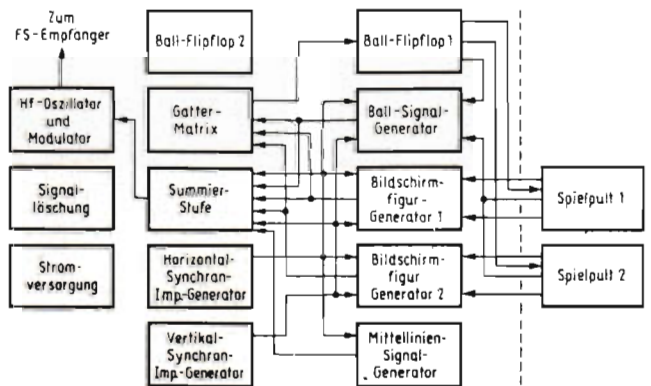 Zum
FS-Empfänger
Ball-Flipflop 2
Ball-Flipflop 1
Hf-Oszillator
und
Modulator
Gatter-
Matrix
Ball-Signal-
Generator
Signal-
löschung
Summier-
Stufe
Bildschirm-
figur-
Generator 1
Spielpult 1
Strom-
versorgung
Horizontal-
Synchron-
Imp.-Generator
Bildschirm-
figur
Generator 2
Spielpult 2
Vertikal-
Synchron-
Imp.-Generator
Mittellinien-
Signal-
Generator